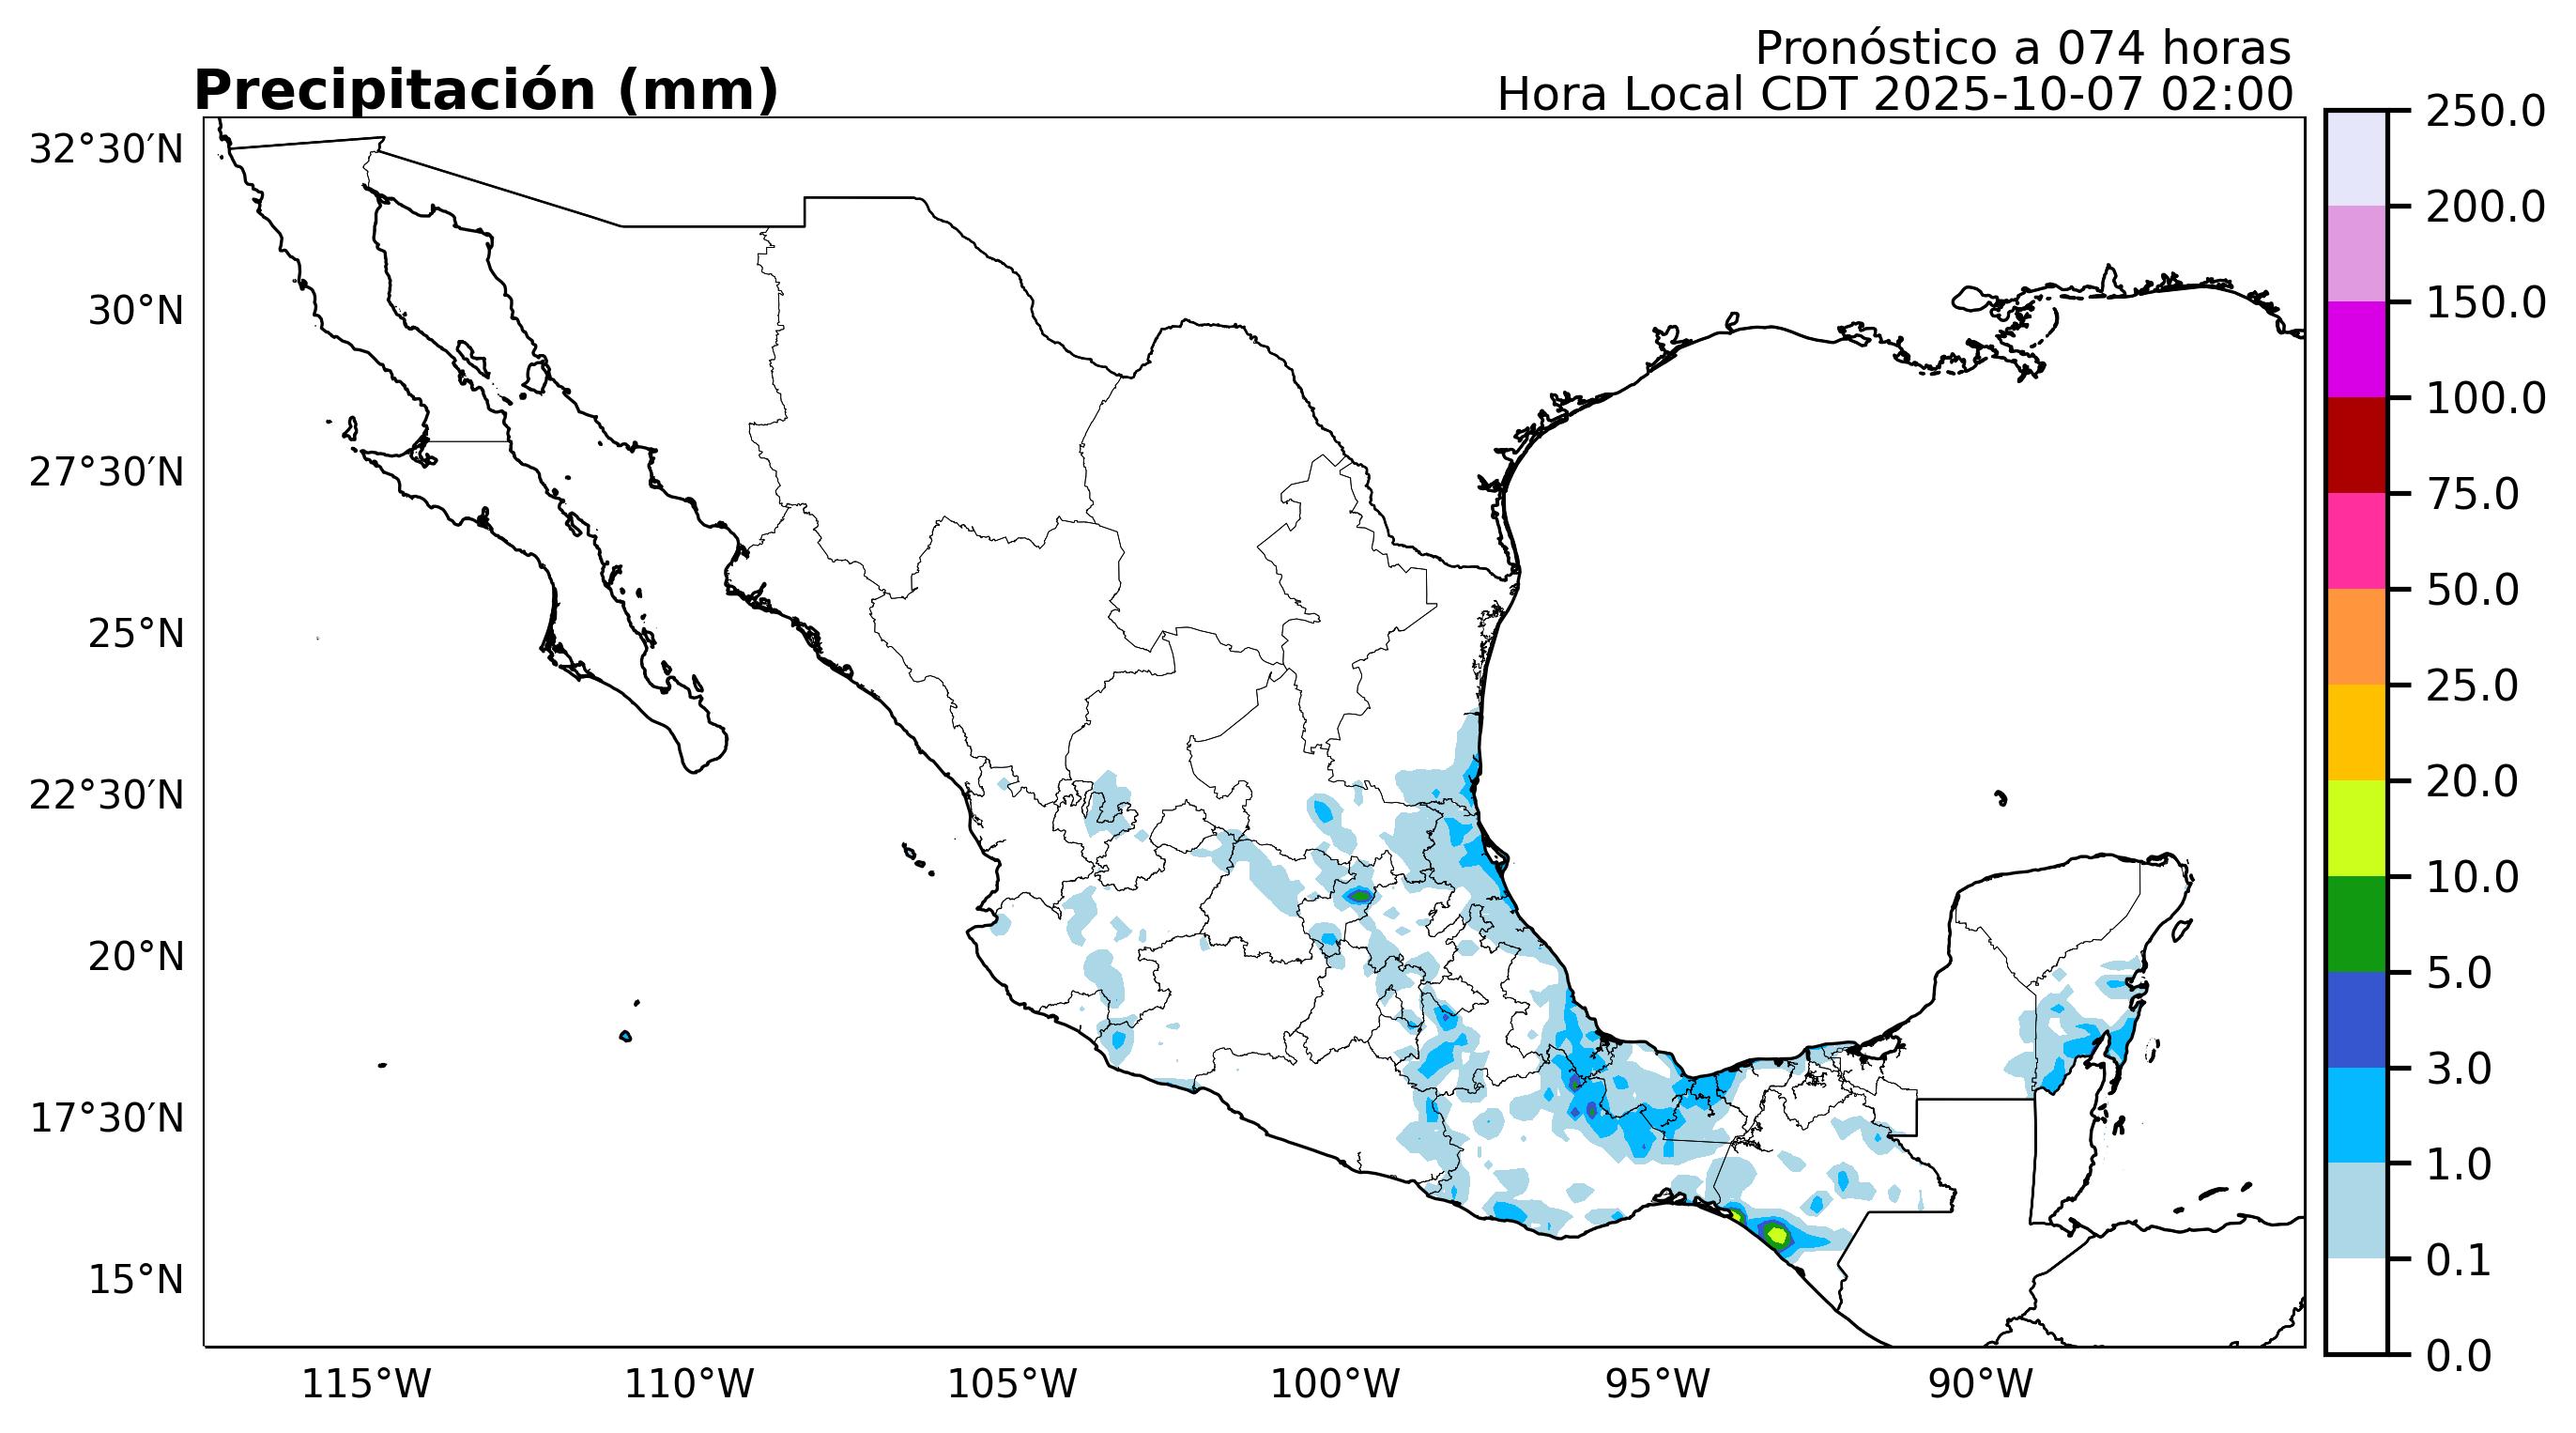 Pronóstico a 074 horas
Precipitación (mm)
Hora Local CDT 2025-10-07 02:00
32°30′N
30°N
27°30′N
25°N
22°30′N
20°N
17°30′N
15°N
115°W
110°W
105°W
100°W
95°W
90°W
250.0
200.0
150.0
100.0
75.0
50.0
25.0
20.0
10.0
5.0
3.0
1.0
0.1
0.0